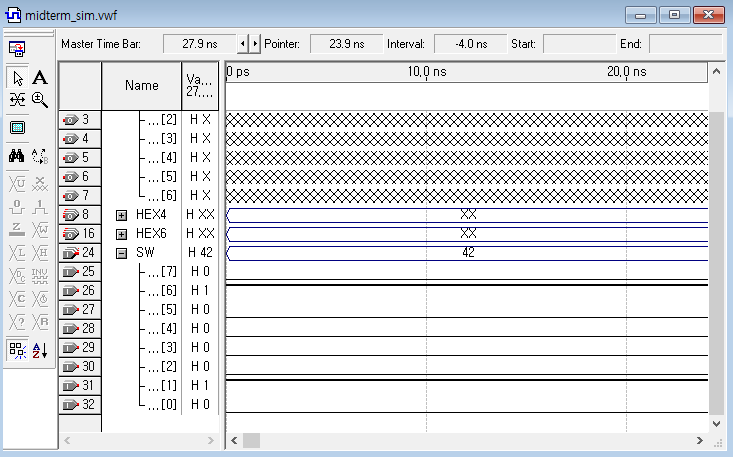 midterm_sim.vwf
Master Time Bar: 27.9 ns Pointer: 23.9 ns Interval: -4.0 ns Start: End:
Name Va... 27,... 0 ps 10,0 ns 20,0 ns
3 ...[2] H X
4 ...[3] H X
5 ...[4] H X
6 ...[5] H X
7 ...[6] H X
8 HEX4 H XX XX
16 HEX6 H XX XX
24 SW H 42 42
25 ...[7] H 0
26 ...[6] H 1
27 ...[5] H 0
28 ...[4] H 0
29 ...[3] H 0
30 ...[2] H 0
31 ...[1] H 1
32 ...[0] H 0